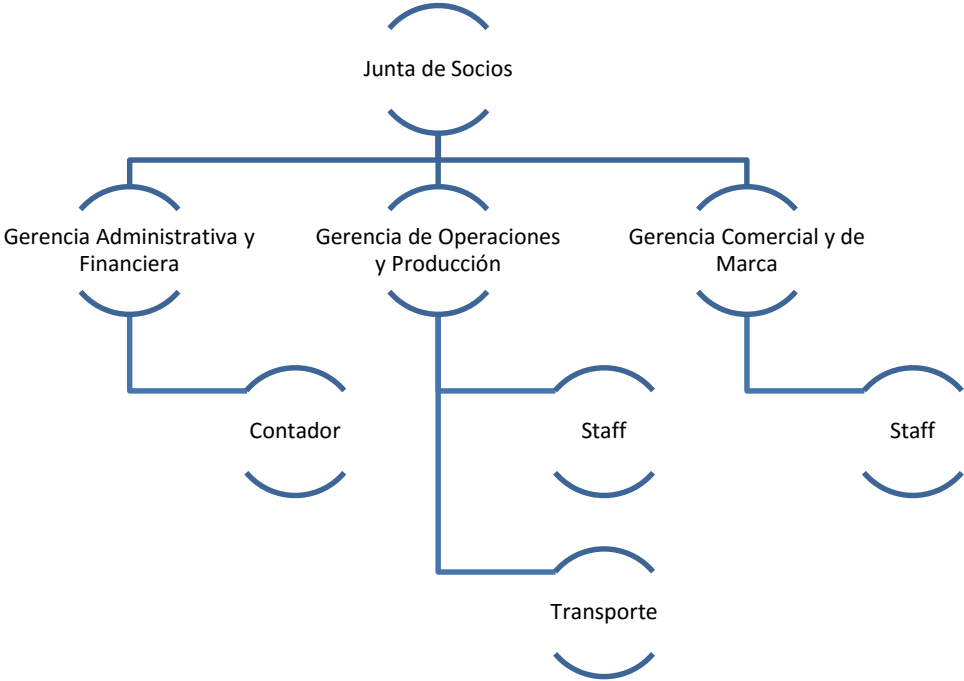 Junta de Socios
Gerencia Administrativa y
Financiera
Gerencia de Operaciones
y Producción
Gerencia Comercial y de
Marca
Contador
Staff
Staff
Transporte